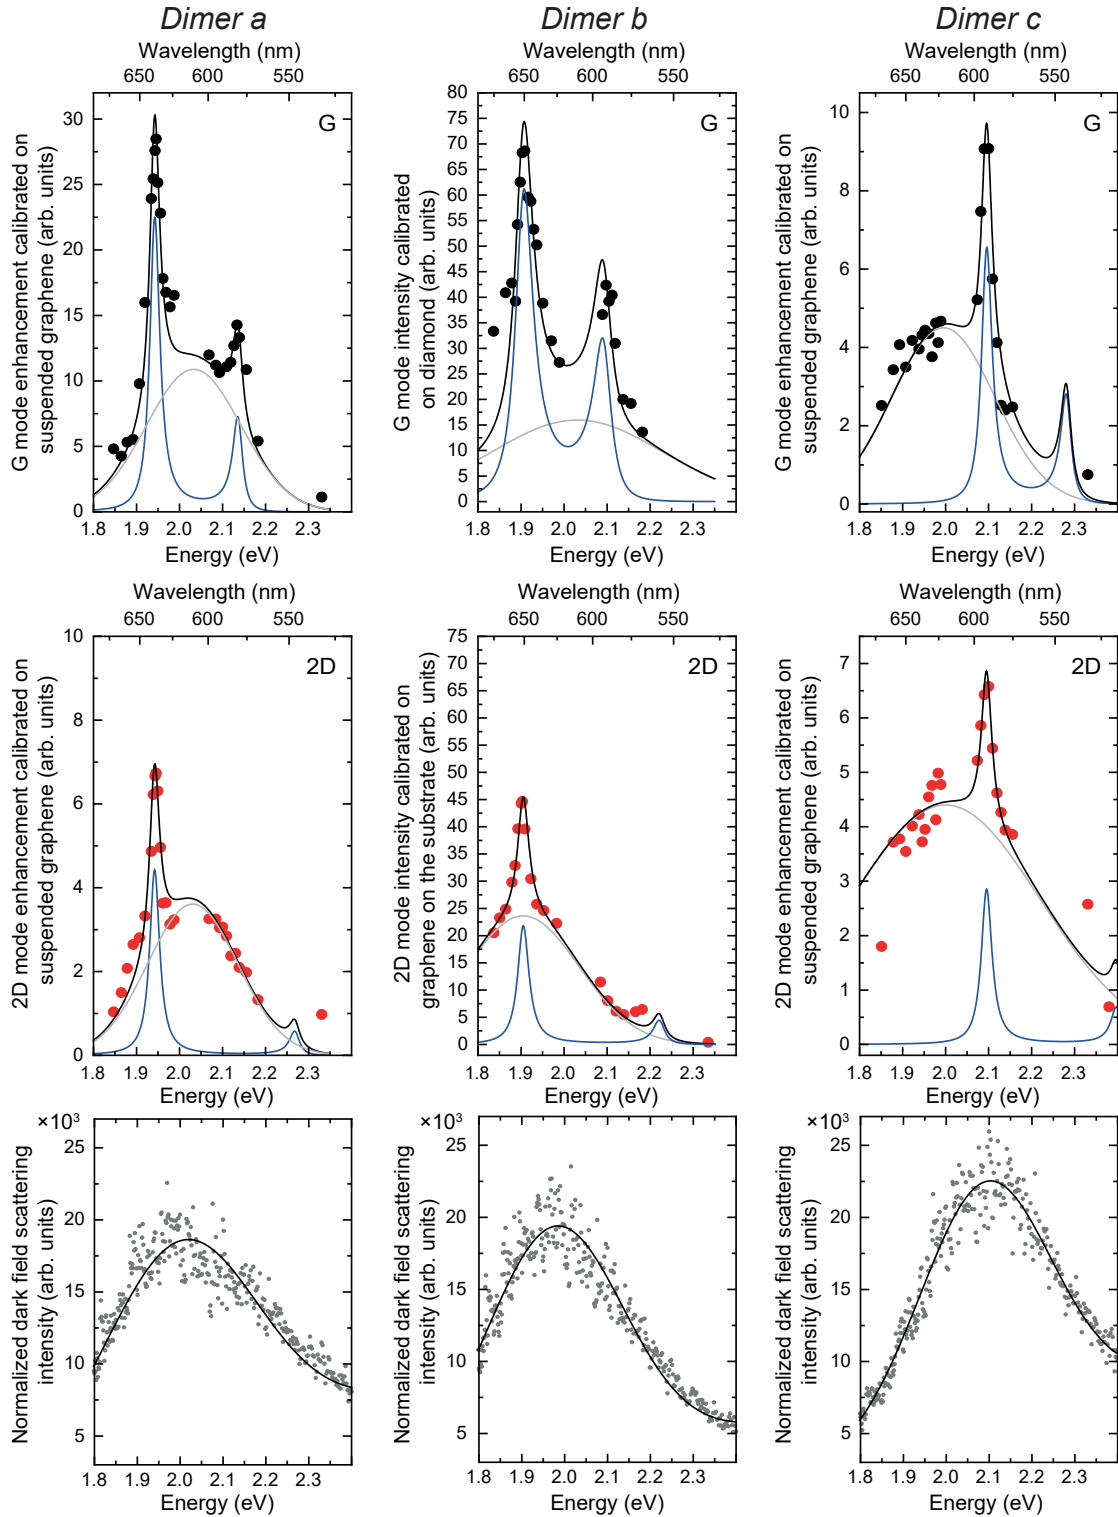 Dimer a
Dimer b
Dimer c
Wavelength (nm)
650 600 550
G mode enhancement calibrated on
suspended graphene (arb. units)
30
25
20
15
10
5
0
G
1.8 1.9 2.0 2.1 2.2 2.3
Energy (eV)
Wavelength (nm)
650 600 550
G mode intensity calibrated
on diamond (arb. units)
80
75
70
65
60
55
50
45
40
35
30
25
20
15
10
5
0
G
1.8 1.9 2.0 2.1 2.2 2.3
Energy (eV)
Wavelength (nm)
650 600 550
G mode enhancement calibrated on
suspended graphene (arb. units)
10
8
6
4
2
0
G
1.8 1.9 2.0 2.1 2.2 2.3
Energy (eV)
Wavelength (nm)
650 600 550
2D mode enhancement calibrated on
suspended graphene (arb. units)
10
8
6
4
2
0
2D
1.8 1.9 2.0 2.1 2.2 2.3
Energy (eV)
Wavelength (nm)
650 600 550
2D mode intensity calibrated on
graphene on the substrate (arb. units)
75
70
65
60
55
50
45
40
35
30
25
20
15
10
5
0
2D
1.8 1.9 2.0 2.1 2.2 2.3
Energy (eV)
Wavelength (nm)
650 600 550
2D mode enhancement calibrated on
suspended graphene (arb. units)
7
6
5
4
3
2
1
0
2D
1.8 1.9 2.0 2.1 2.2 2.3
Energy (eV)
×10³
Normalized dark field scattering
intensity (arb. units)
25
20
15
10
5
1.8 1.9 2.0 2.1 2.2 2.3
Energy (eV)
×10³
Normalized dark field scattering
intensity (arb. units)
25
20
15
10
5
1.8 1.9 2.0 2.1 2.2 2.3
Energy (eV)
×10³
Normalized dark field scattering
intensity (arb. units)
25
20
15
10
5
1.8 1.9 2.0 2.1 2.2 2.3
Energy (eV)